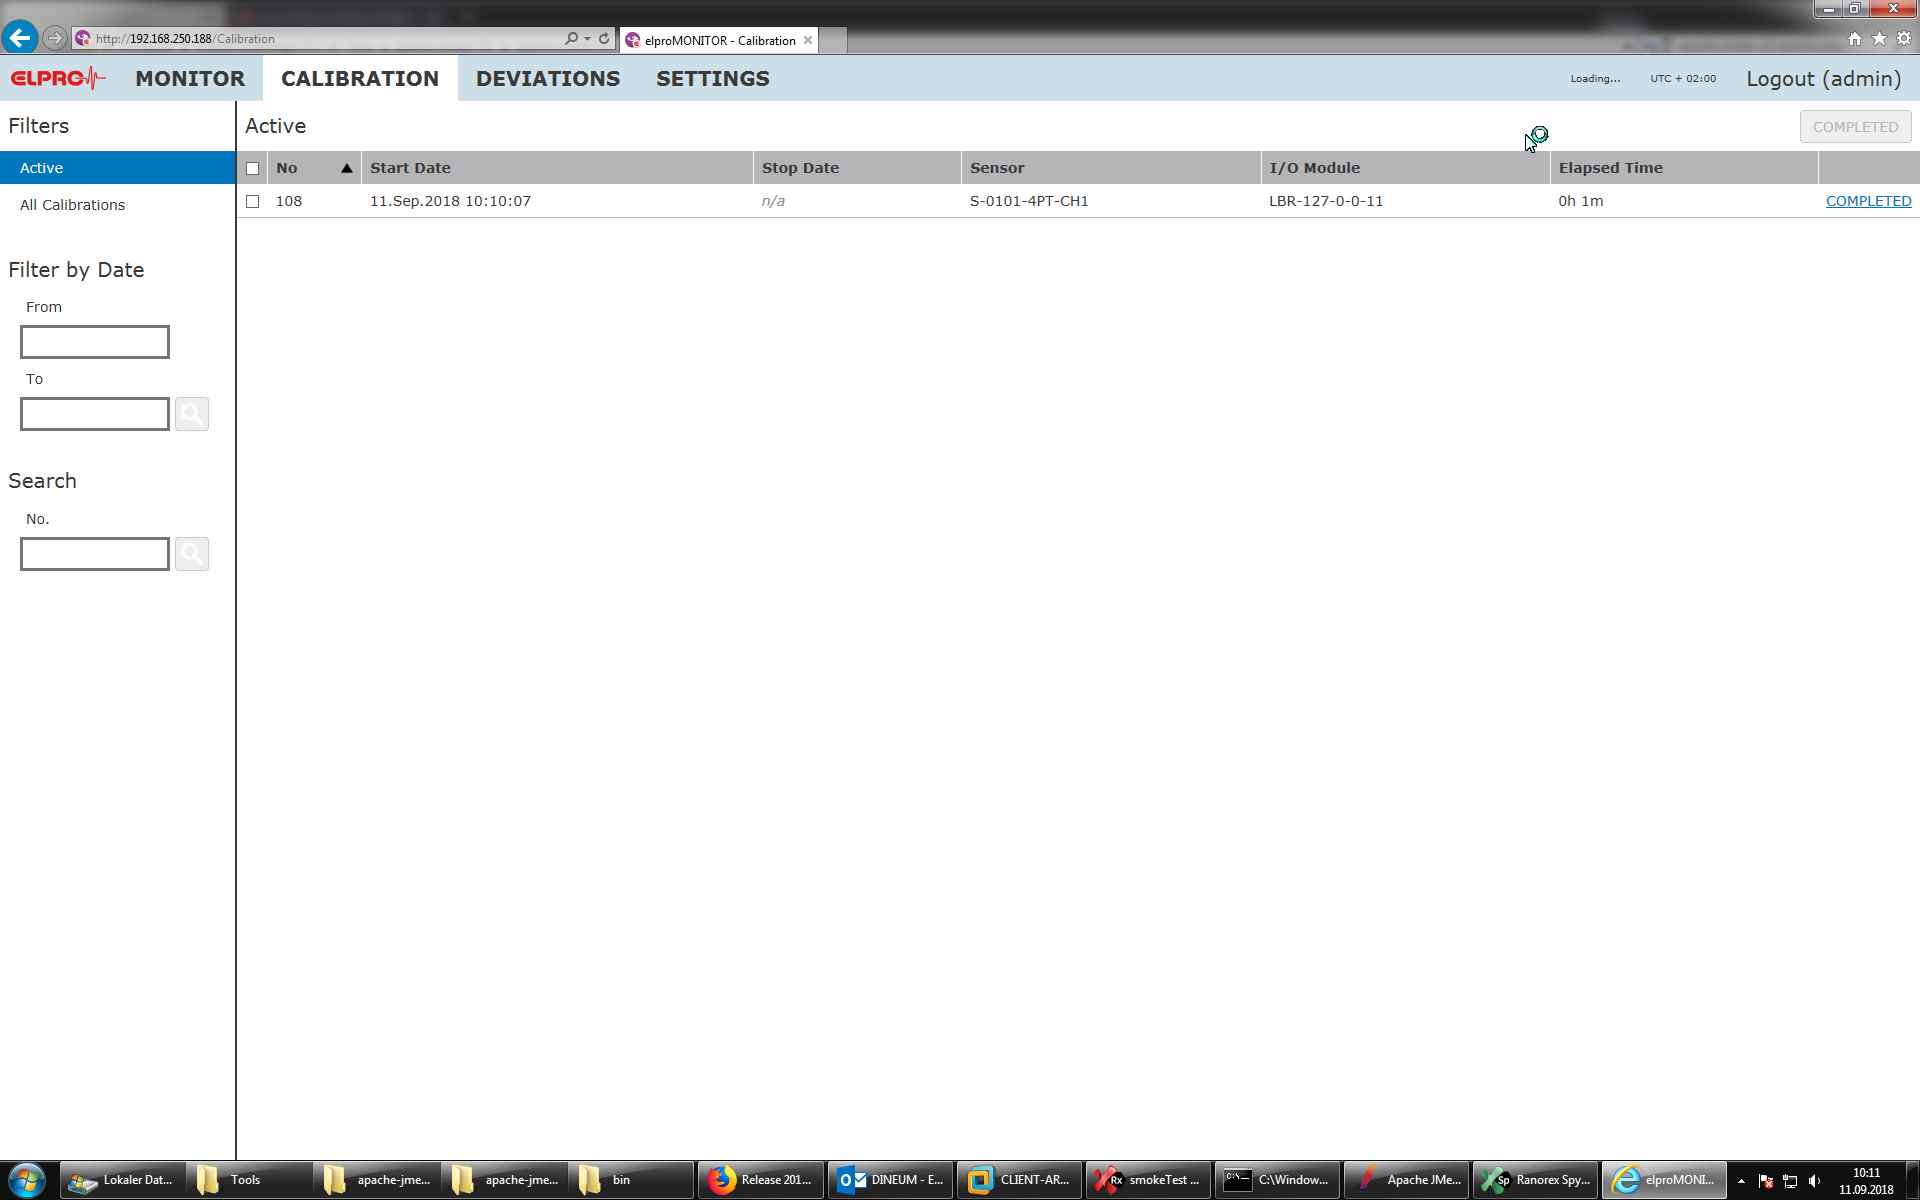 http://192.168.250.188/Calibration
elproMONITOR - Calibration
ELPRO MONITOR CALIBRATION DEVIATIONS SETTINGS Loading... UTC + 02:00 Logout (admin)
Filters
Active
All Calibrations
Filter by Date
From
To
Search
No.
Active COMPLETED
No Start Date Stop Date Sensor I/O Module Elapsed Time
108 11.Sep.2018 10:10:07 n/a S-0101-4PT-CH1 LBR-127-0-0-11 0h 1m COMPLETED
Lokaler Dat... Tools apache-jme... apache-jme... bin Release 201... DINEUM - E... CLIENT-AR... smokeTest ... C:\Window... Apache JMe... Ranorex Spy... elproMONI... 10:11
11.09.2018